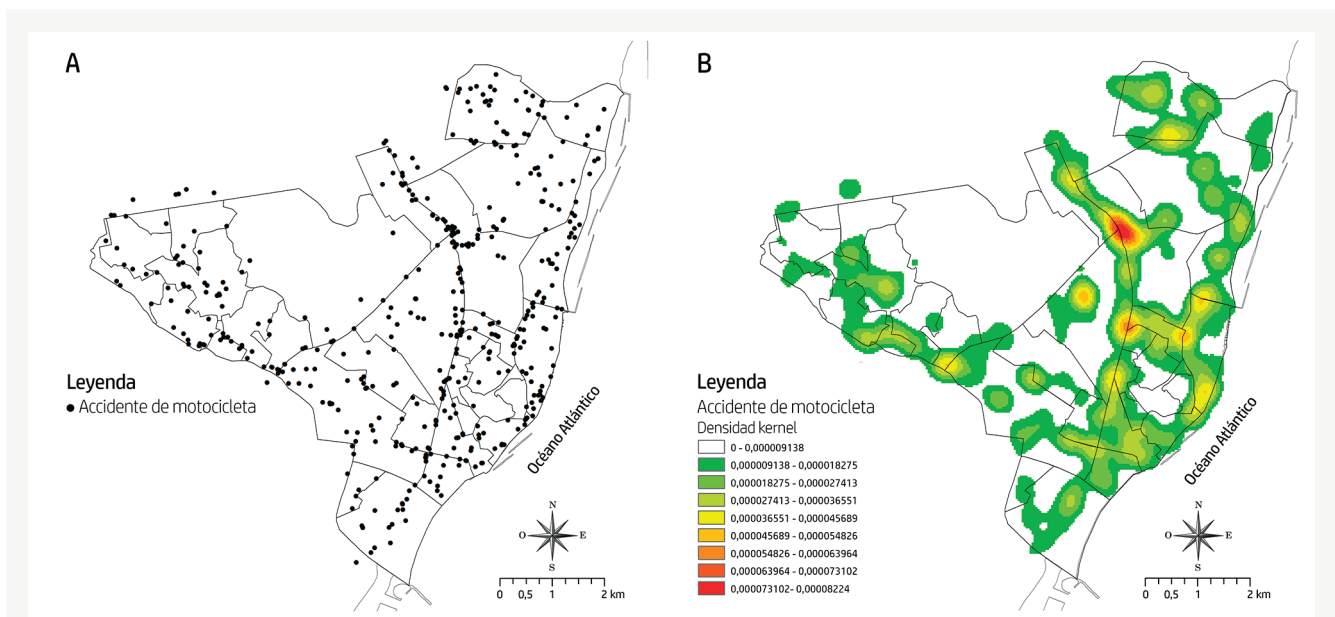 A
Leyenda
Accidente de motocicleta
Océano Atlántico
N
O
E
S
0 0,5 1 2 km
B
Leyenda
Accidente de motocicleta
Densidad kernel
0 - 0,000009138
0,000009138 - 0,000018275
0,000018275 - 0,000027413
0,000027413 - 0,000036551
0,000036551 - 0,000045689
0,000045689 - 0,000054826
0,000054826 - 0,000063964
0,000063964 - 0,000073102
0,000073102- 0,00008224
Océano Atlántico
N
O
E
S
0 0,5 1 2 km